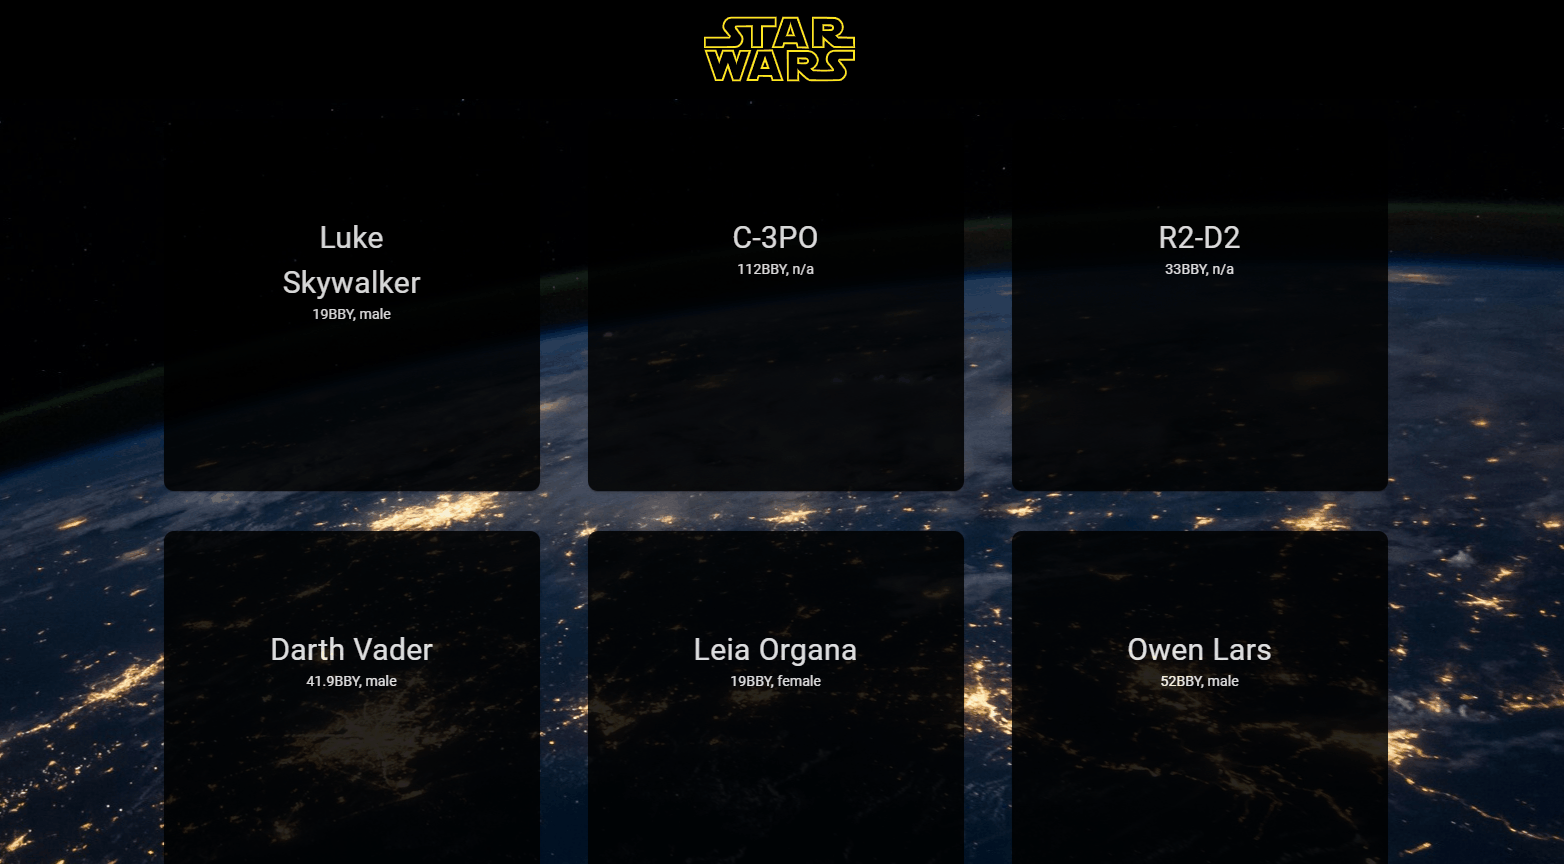 STAR
WARS
Luke
Skywalker
19BBY, male
C-3PO
112BBY, n/a
R2-D2
33BBY, n/a
Darth Vader
41.9BBY, male
Leia Organa
19BBY, female
Owen Lars
52BBY, male